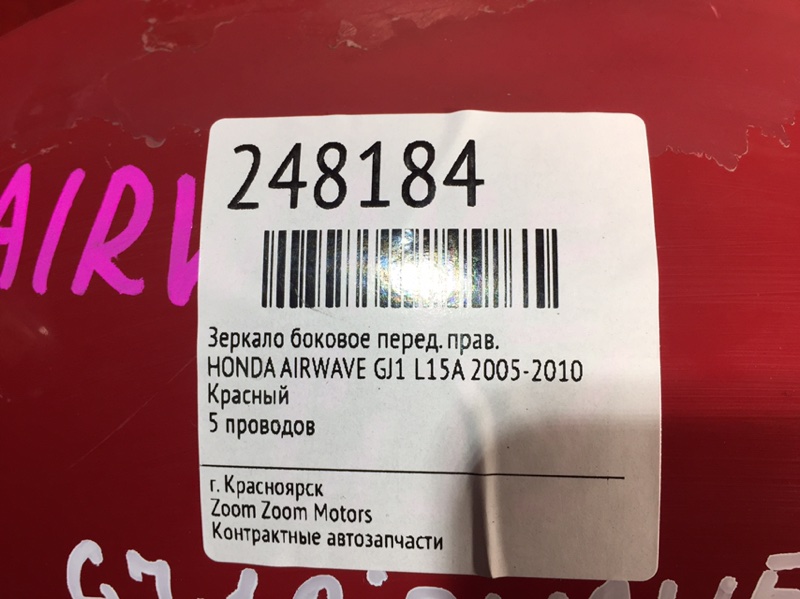 248184
AIRW
Зеркало боковое перед. прав.
HONDA AIRWAVE GJ1 L15A 2005-2010
Красный
5 проводов
г. Красноярск
Zoom Zoom Motors
Контрактные автозапчасти